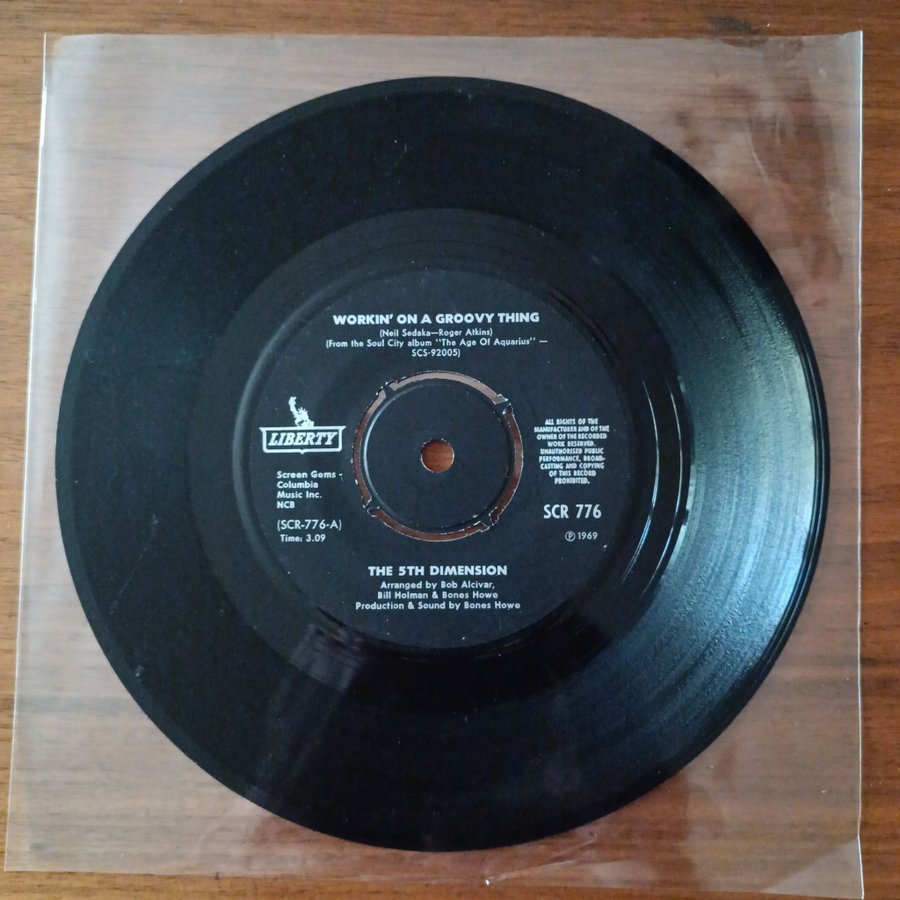 WORKIN' ON A GROOVY THING
(Neil Sedaka—Roger Atkins)
(From the Soul City album "The Age Of Aquarius" —
SCS-92005)
LIBERTY
Screen Gems -
Columbia
Music Inc.
NCB
(SCR-776-A)
Time: 3.09
ALL RIGHTS OF THE
MANUFACTURER AND OF THE
OWNER OF THE RECORDED
WORK RESERVED.
UNAUTHORISED PUBLIC
PERFORMANCE, BROAD-
CASTING AND COPYING
OF THIS RECORD
PROHIBITED.
SCR 776
℗ 1969
THE 5TH DIMENSION
Arranged by Bob Alcivar,
Bill Holman & Bones Howe
Production & Sound by Bones Howe